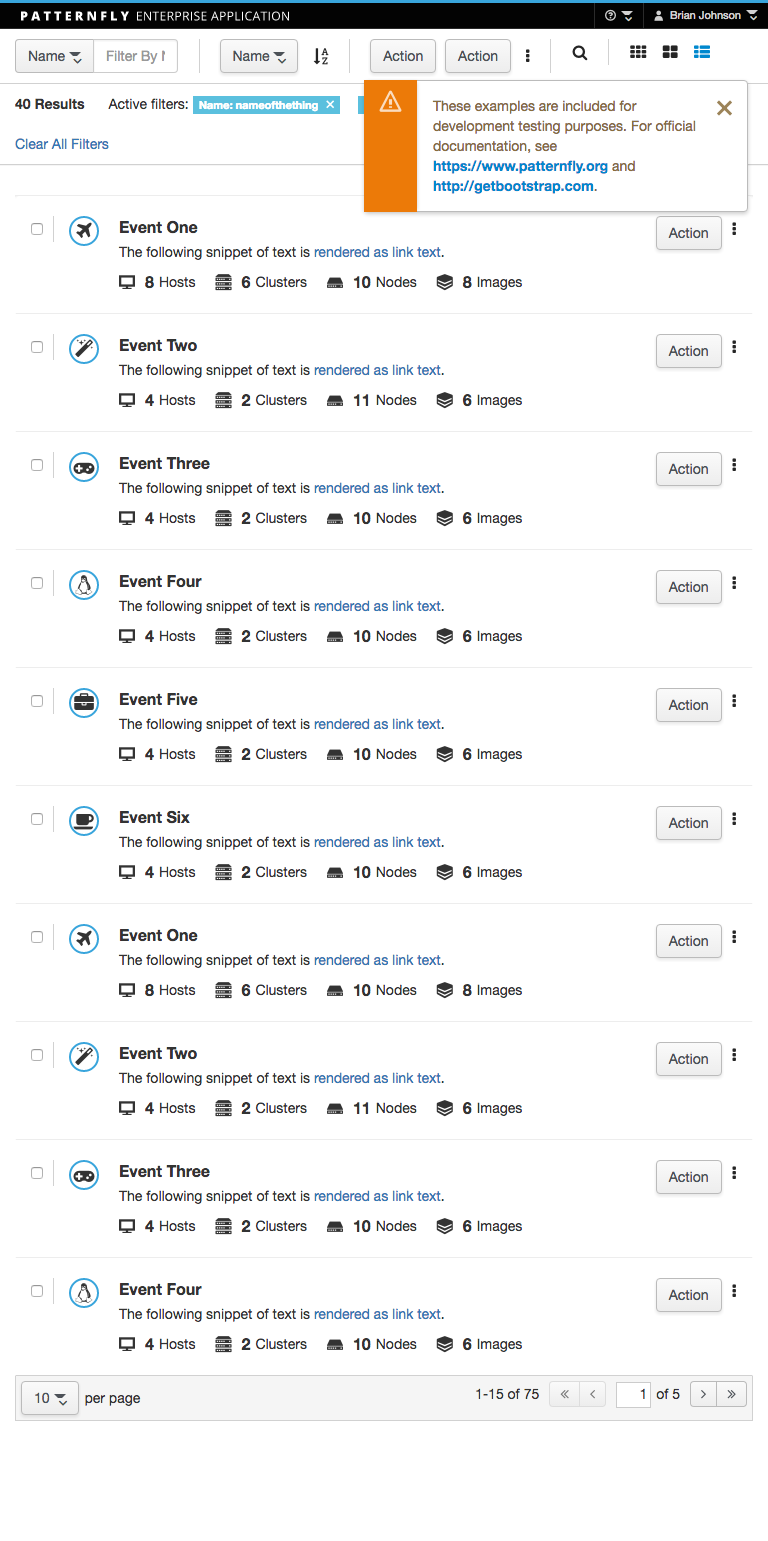 PATTERNFLY ENTERPRISE APPLICATION
Brian Johnson
Name
Filter By N
Name
Action
Action
40 Results
Active filters:
Name: nameofthething ×
Clear All Filters
These examples are included for
development testing purposes. For official
documentation, see
https://www.patternfly.org and
http://getbootstrap.com.
Event One
The following snippet of text is rendered as link text.
8 Hosts 6 Clusters 10 Nodes 8 Images
Action
Event Two
The following snippet of text is rendered as link text.
4 Hosts 2 Clusters 11 Nodes 6 Images
Action
Event Three
The following snippet of text is rendered as link text.
4 Hosts 2 Clusters 10 Nodes 6 Images
Action
Event Four
The following snippet of text is rendered as link text.
4 Hosts 2 Clusters 10 Nodes 6 Images
Action
Event Five
The following snippet of text is rendered as link text.
4 Hosts 2 Clusters 10 Nodes 6 Images
Action
Event Six
The following snippet of text is rendered as link text.
4 Hosts 2 Clusters 10 Nodes 6 Images
Action
Event One
The following snippet of text is rendered as link text.
8 Hosts 6 Clusters 10 Nodes 8 Images
Action
Event Two
The following snippet of text is rendered as link text.
4 Hosts 2 Clusters 11 Nodes 6 Images
Action
Event Three
The following snippet of text is rendered as link text.
4 Hosts 2 Clusters 10 Nodes 6 Images
Action
Event Four
The following snippet of text is rendered as link text.
4 Hosts 2 Clusters 10 Nodes 6 Images
Action
10 per page
1-15 of 75 « < 1 of 5 > »